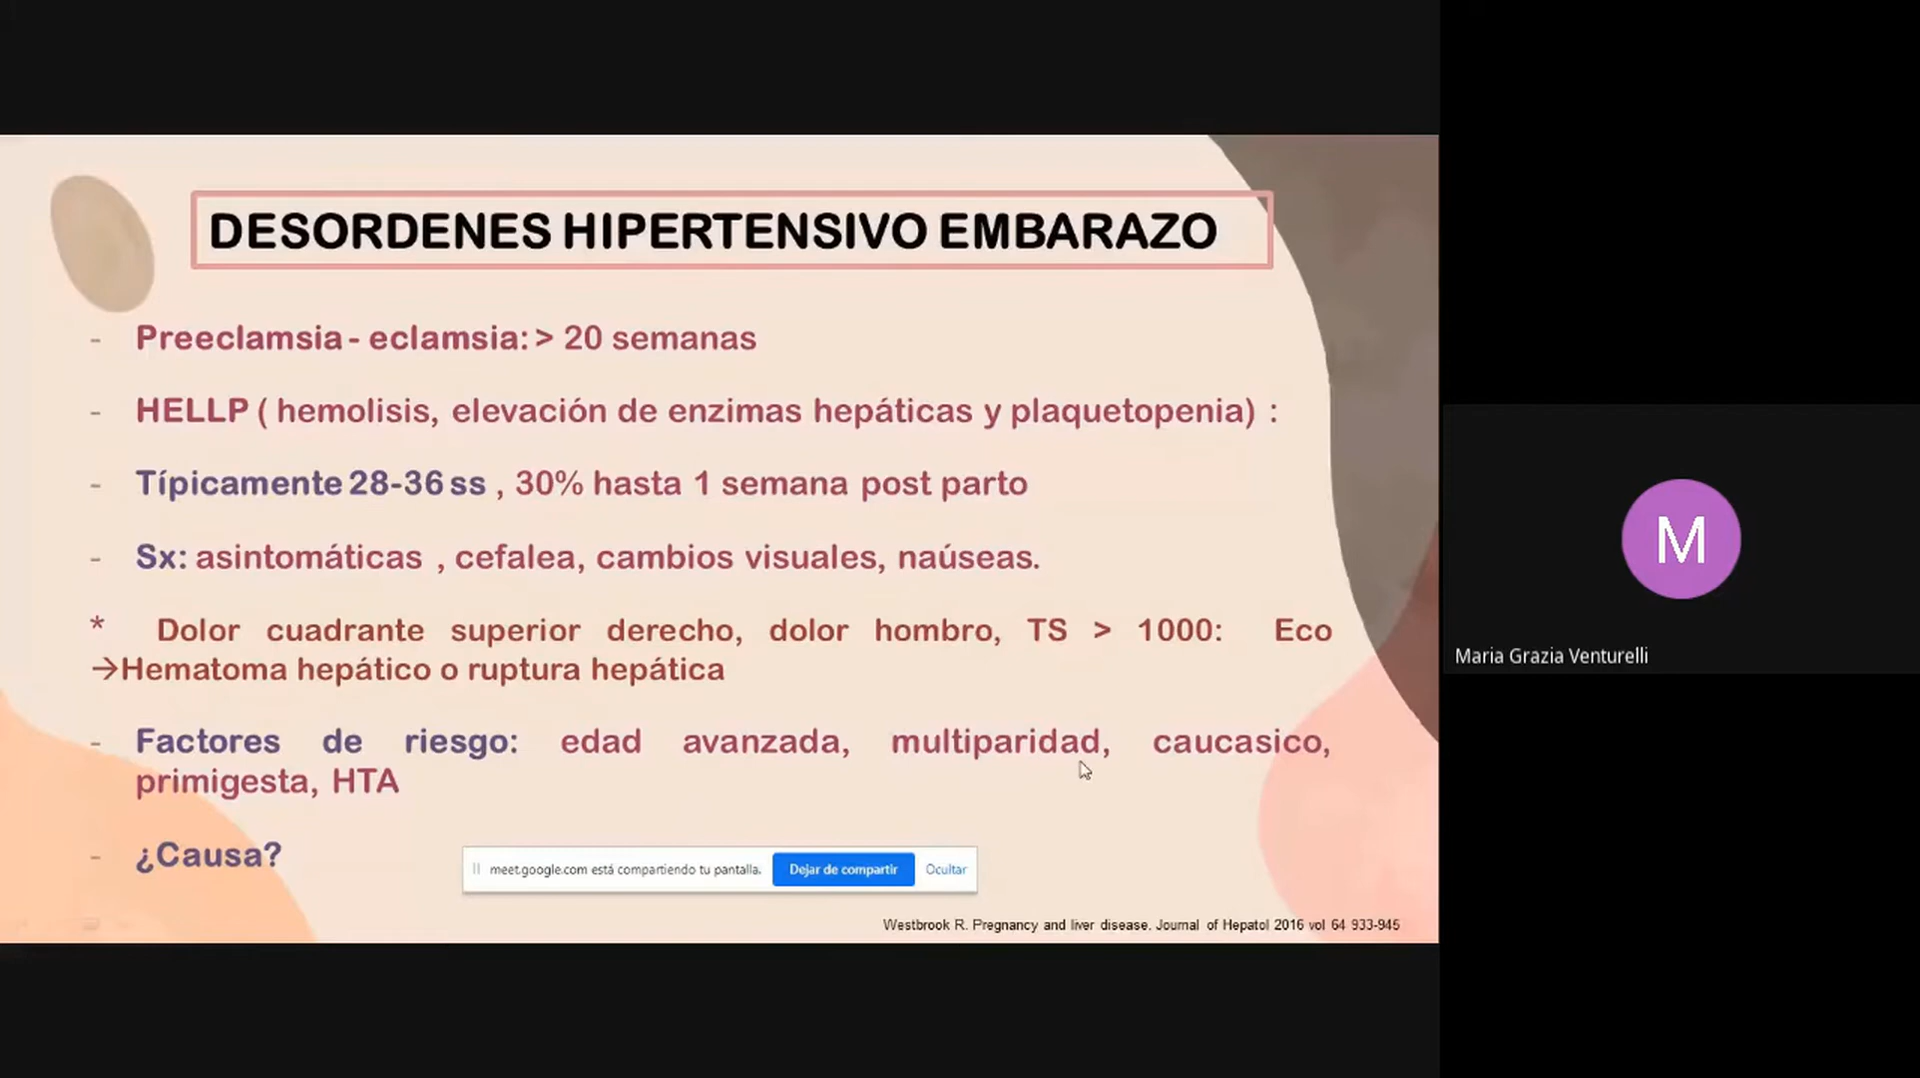 DESORDENES HIPERTENSIVO EMBARAZO
- Preeclamsia - eclamsia: > 20 semanas
- HELLP ( hemolisis, elevación de enzimas hepáticas y plaquetopenia) :
- Típicamente 28-36 ss , 30% hasta 1 semana post parto
- Sx: asintomáticas , cefalea, cambios visuales, naúseas.
* Dolor cuadrante superior derecho, dolor hombro, TS > 1000: Eco
→Hematoma hepático o ruptura hepática
- Factores de riesgo: edad avanzada, multiparidad, caucasico,
primigesta, HTA
- ¿Causa?
meet.google.com está compartiendo tu pantalla. Dejar de compartir Ocultar
Westbrook R. Pregnancy and liver disease. Journal of Hepatol 2016 vol 64 933-945
M
Maria Grazia Venturelli